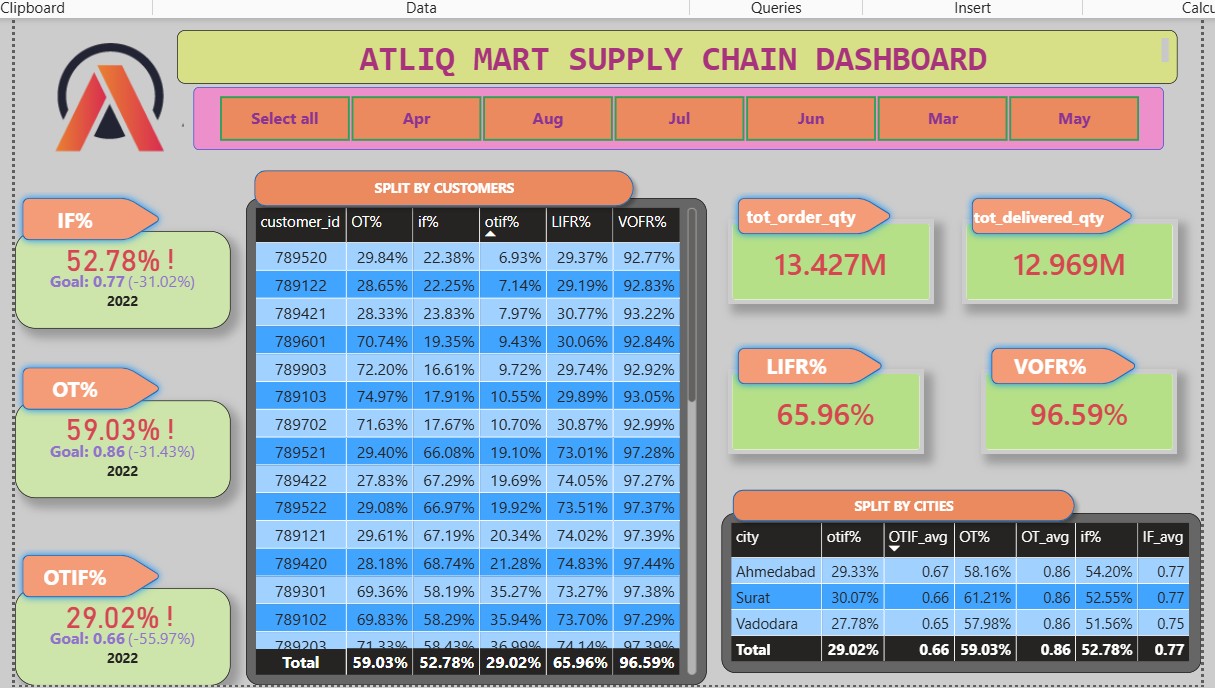 Clipboard Data Queries Insert Calcu
ATLIQ MART SUPPLY CHAIN DASHBOARD
Select all Apr Aug Jul Jun Mar May
IF%
52.78% !
Goal: 0.77 (-31.02%)
2022
OT%
59.03% !
Goal: 0.86 (-31.43%)
2022
OTIF%
29.02% !
Goal: 0.66 (-55.97%)
2022
SPLIT BY CUSTOMERS
customer_id OT% if% otif% LIFR% VOFR%
789520 29.84% 22.38% 6.93% 29.37% 92.77%
789122 28.65% 22.25% 7.14% 29.19% 92.83%
789421 28.33% 23.83% 7.97% 30.77% 93.22%
789601 70.74% 19.35% 9.43% 30.06% 92.84%
789903 72.20% 16.61% 9.72% 29.74% 92.92%
789103 74.97% 17.91% 10.55% 29.89% 93.05%
789702 71.63% 17.67% 10.70% 30.87% 92.99%
789521 29.40% 66.08% 19.10% 73.01% 97.28%
789422 27.83% 67.29% 19.69% 74.05% 97.27%
789522 29.08% 66.97% 19.92% 73.51% 97.37%
789121 29.61% 67.19% 20.34% 74.02% 97.39%
789420 28.18% 68.74% 21.28% 74.83% 97.44%
789301 69.36% 58.19% 35.27% 73.27% 97.38%
789102 69.83% 58.29% 35.94% 73.70% 97.29%
789203 71.33% 58.43% 36.99% 74.14% 97.39%
Total 59.03% 52.78% 29.02% 65.96% 96.59%
tot_order_qty
13.427M
tot_delivered_qty
12.969M
LIFR%
65.96%
VOFR%
96.59%
SPLIT BY CITIES
city otif% OTIF_avg OT% OT_avg if% IF_avg
Ahmedabad 29.33% 0.67 58.16% 0.86 54.20% 0.77
Surat 30.07% 0.66 61.21% 0.86 52.55% 0.77
Vadodara 27.78% 0.65 57.98% 0.86 51.56% 0.75
Total 29.02% 0.66 59.03% 0.86 52.78% 0.77